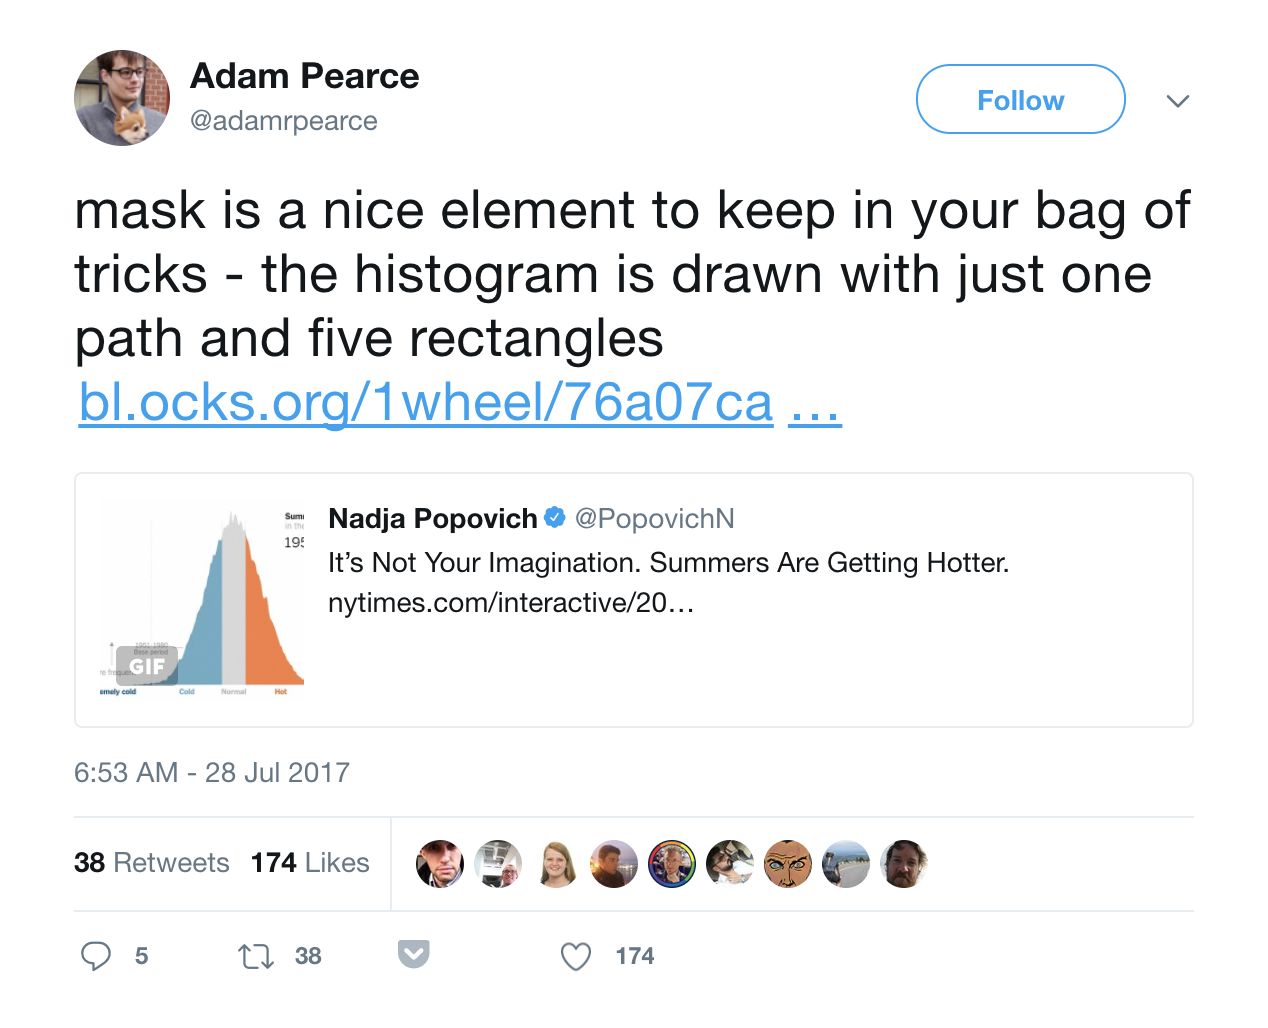 Adam Pearce
@adamrpearce
Follow
mask is a nice element to keep in your bag of
tricks - the histogram is drawn with just one
path and five rectangles
bl.ocks.org/1wheel/76a07ca …
Nadja Popovich @PopovichN
It’s Not Your Imagination. Summers Are Getting Hotter.
nytimes.com/interactive/20…
Sum
in the
195
1951-1980
Base period
GIF
re frequen
emely cold Cold Normal Hot
6:53 AM - 28 Jul 2017
38 Retweets 174 Likes
5 38 174